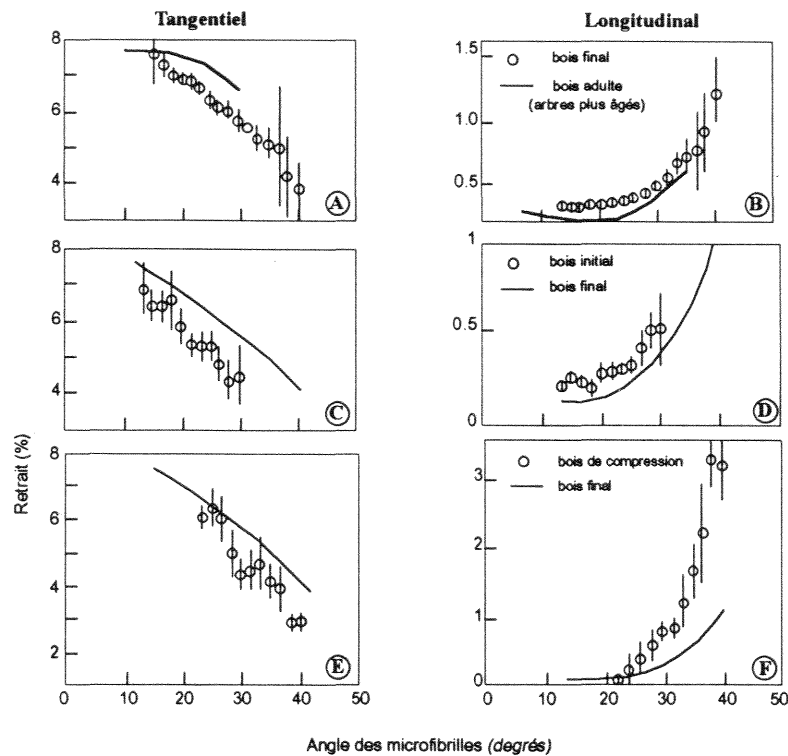 Tangentiel
Longitudinal
8
6
4
A
1.5
1.0
0.5
bois final
bois adulte
(arbres plus âgés)
B
8
6
4
C
1
0.5
0
bois initial
bois final
D
Retrait (%)
8
6
4
2
E
0 10 20 30 40 50
3
2
1
0
bois de compression
bois final
F
0 10 20 30 40 50
Angle des microfibrilles (degrés)